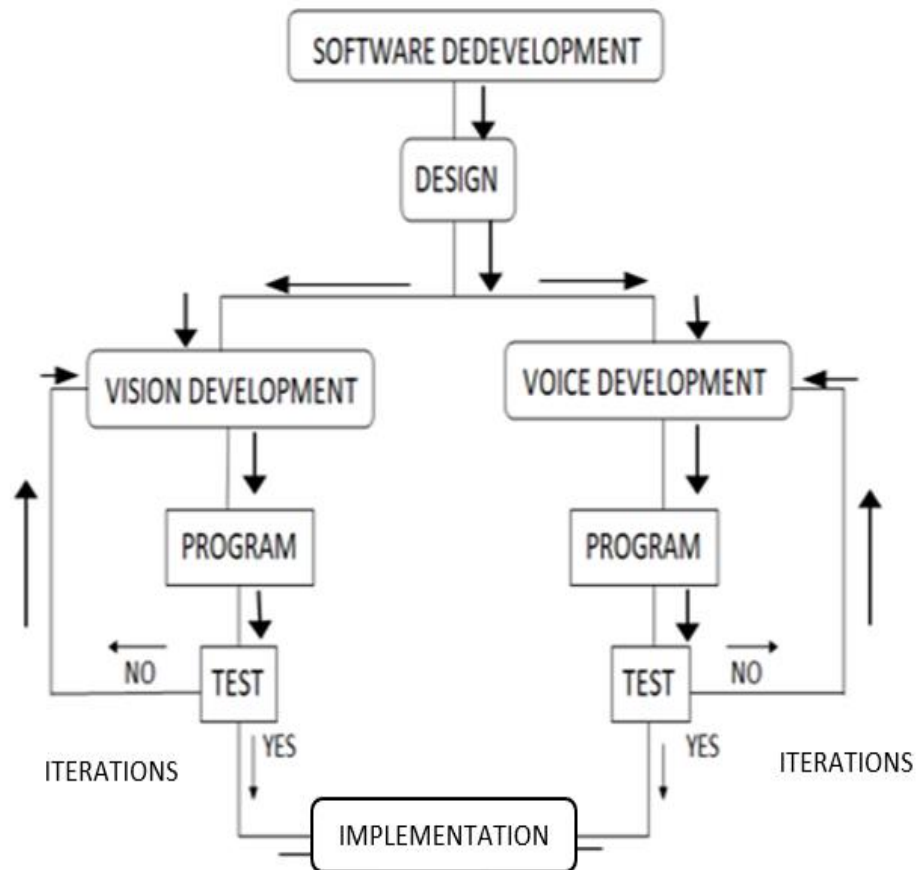 SOFTWARE DEDEVELOPMENT
DESIGN
VISION DEVELOPMENT
VOICE DEVELOPMENT
PROGRAM
PROGRAM
NO
TEST
TEST
NO
YES
YES
ITERATIONS
ITERATIONS
IMPLEMENTATION